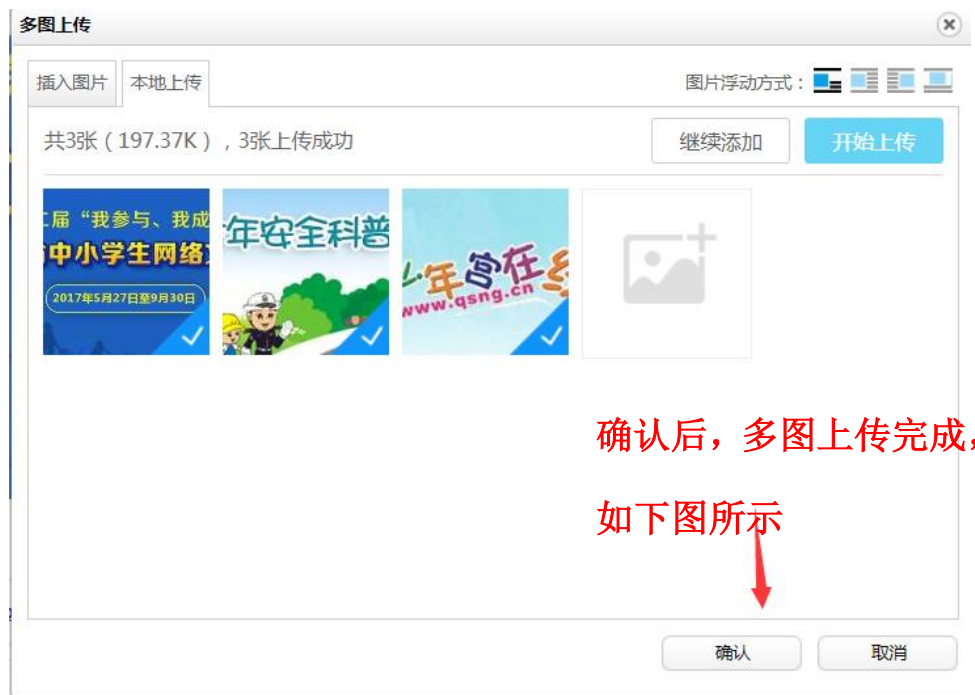 多图上传
插入图片 本地上传 图片浮动方式：
共3张（197.37K），3张上传成功 继续添加 开始上传
届“我参与、我成
中小学生网络
2017年5月27日至9月30日
年安全科普
少年宫在
www.qsng.cn
确认后，多图上传完成，
如下图所示
确认 取消